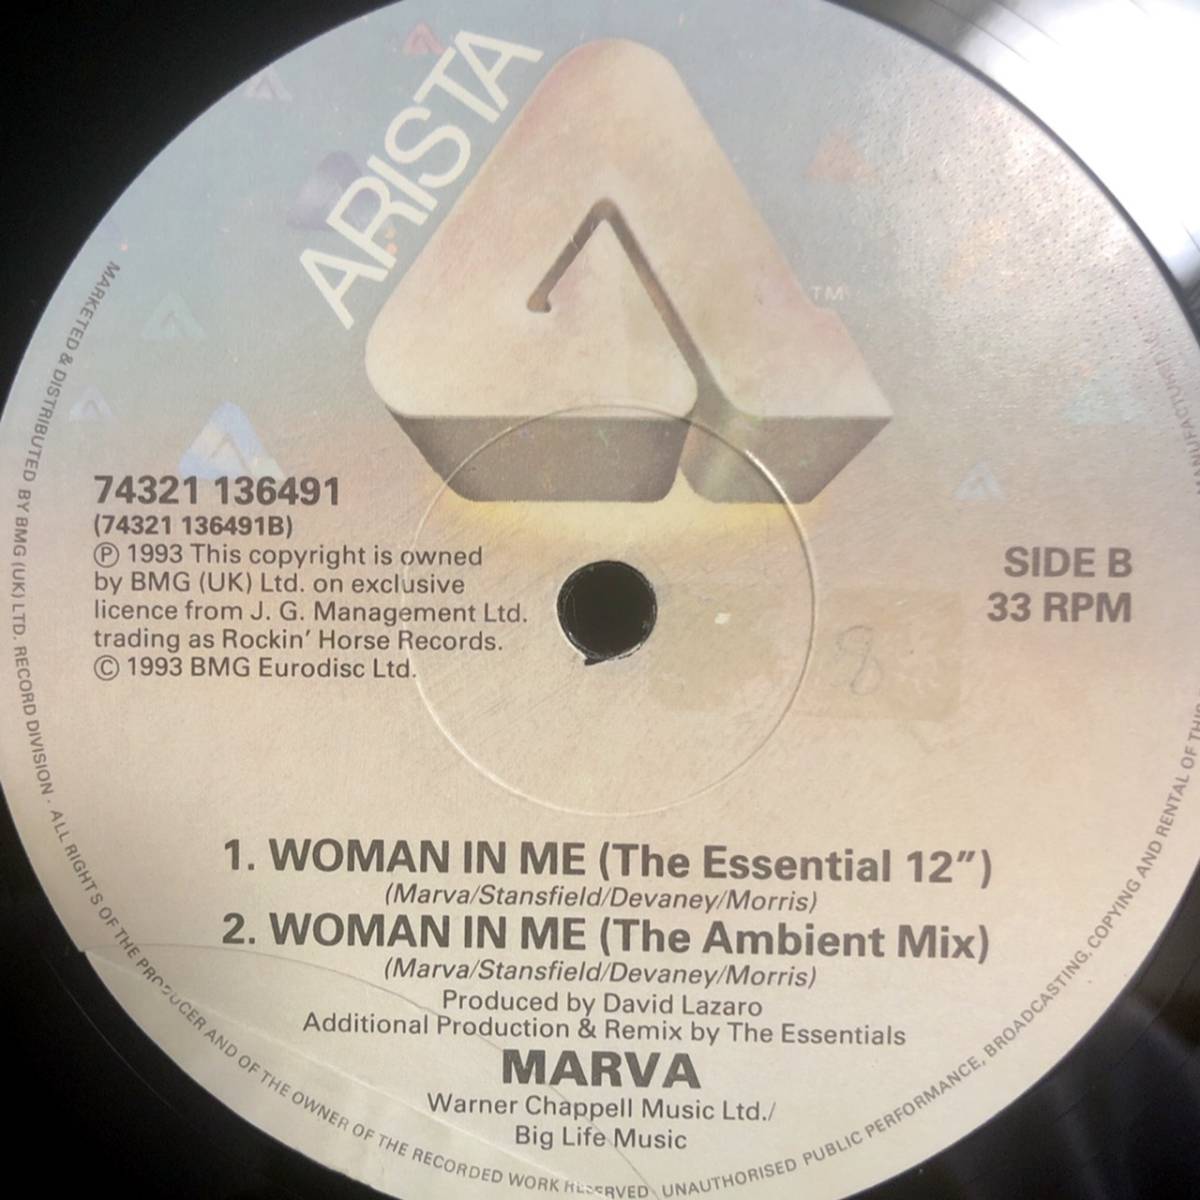 ARISTA
TM
74321 136491
(74321 136491B)
Ⓟ 1993 This copyright is owned
by BMG (UK) Ltd. on exclusive
licence from J. G. Management Ltd.
trading as Rockin' Horse Records.
© 1993 BMG Eurodisc Ltd.
SIDE B
33 RPM
8
1. WOMAN IN ME (The Essential 12")
(Marva/Stansfield/Devaney/Morris)
2. WOMAN IN ME (The Ambient Mix)
(Marva/Stansfield/Devaney/Morris)
Produced by David Lazaro
Additional Production & Remix by The Essentials
MARVA
Warner Chappell Music Ltd./
Big Life Music
MARKETED & DISTRIBUTED BY BMG (UK) LTD. RECORD DIVISION · ALL RIGHTS OF THE PRODUCER AND OF THE OWNER OF THE RECORDED WORK RESERVED UNAUTHORISED PUBLIC PERFORMANCE, BROADCASTING, COPYING AND RENTAL OF